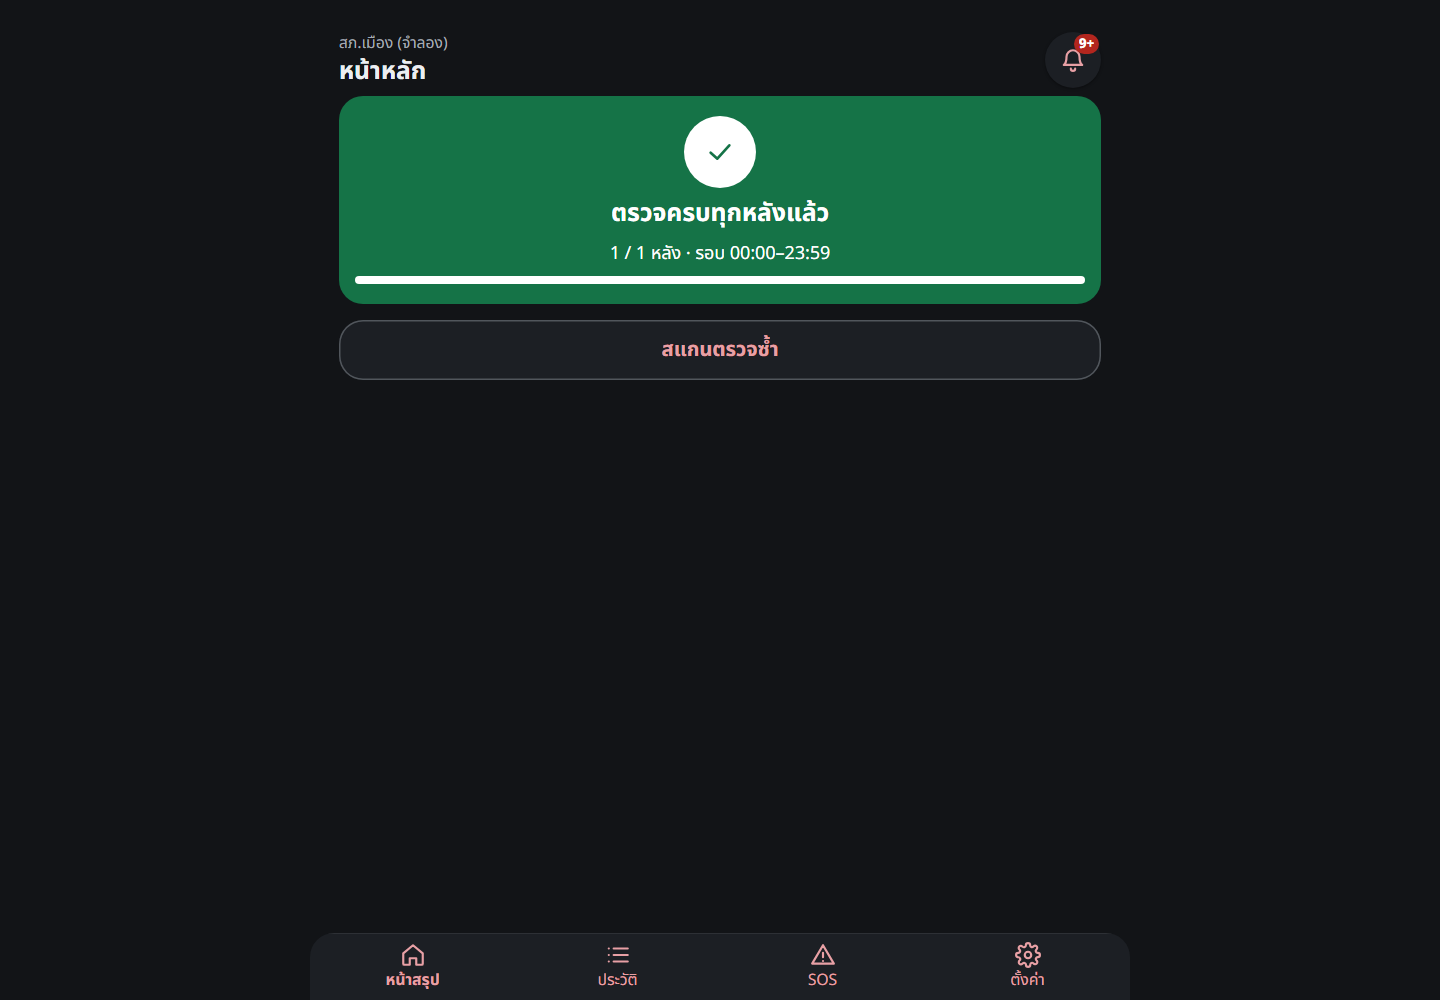 สภ.เมือง (จำลอง)
หน้าหลัก
9+
ตรวจครบทุกหลังแล้ว
1 / 1 หลัง · รอบ 00:00–23:59
สแกนตรวจซ้ำ
หน้าสรุป
ประวัติ
SOS
ตั้งค่า